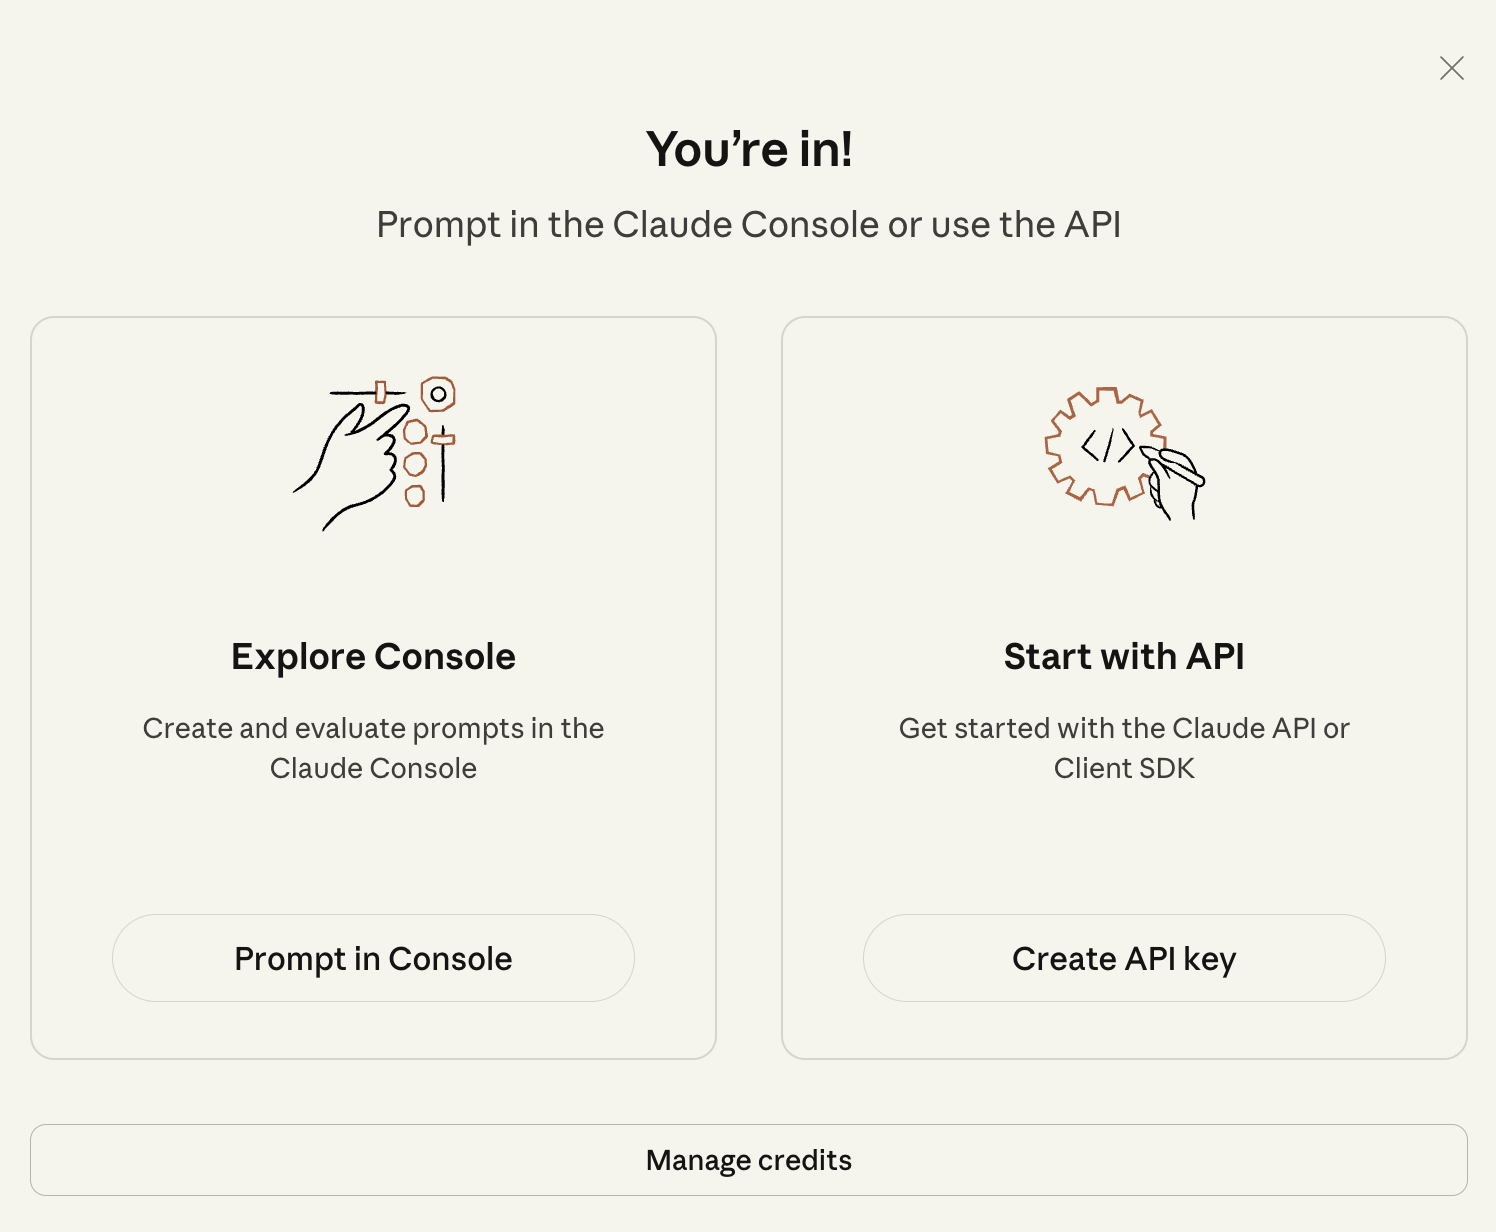 You’re in!
Prompt in the Claude Console or use the API
Explore Console
Create and evaluate prompts in the
Claude Console
Prompt in Console
Start with API
Get started with the Claude API or
Client SDK
Create API key
Manage credits